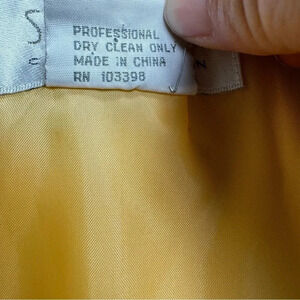 S
PROFESSIONAL
DRY CLEAN ONLY
MADE IN CHINA
RN 103398
N